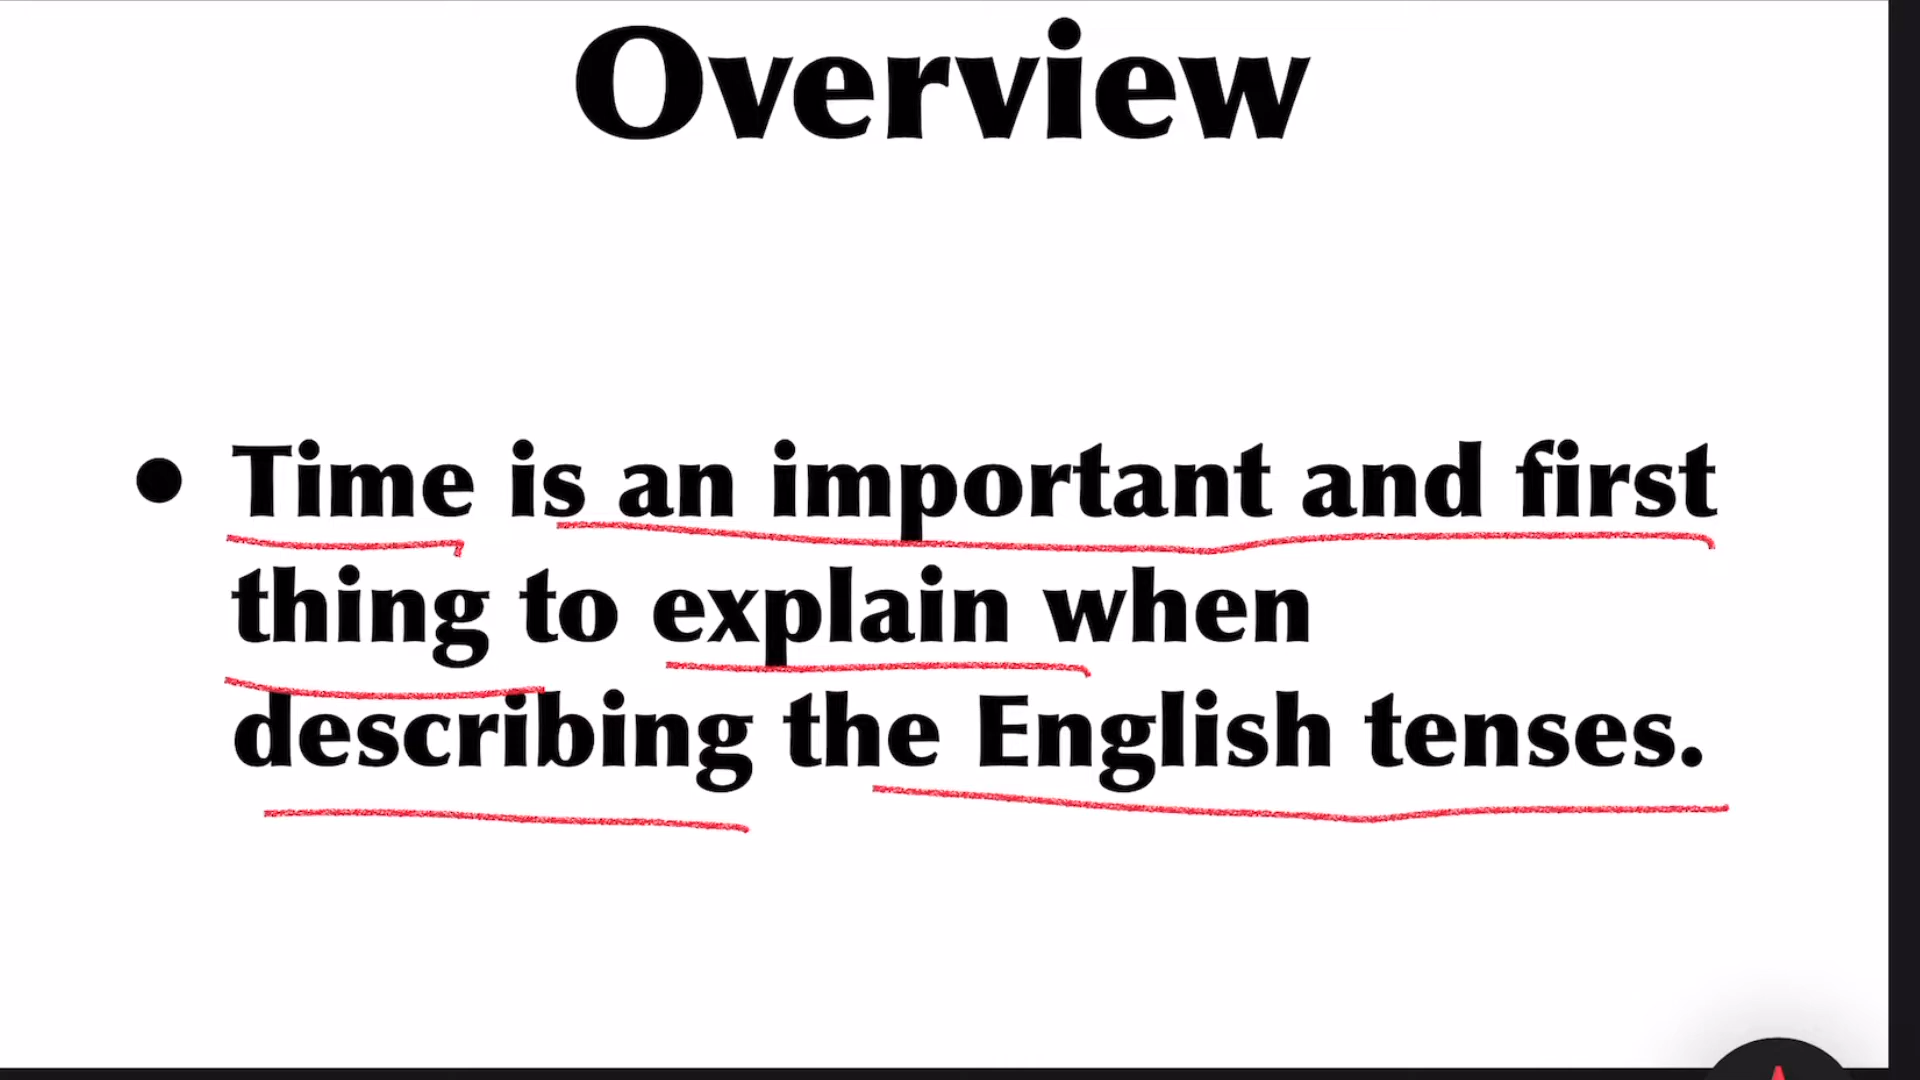 Overview
• Time is an important and first
thing to explain when
describing the English tenses.